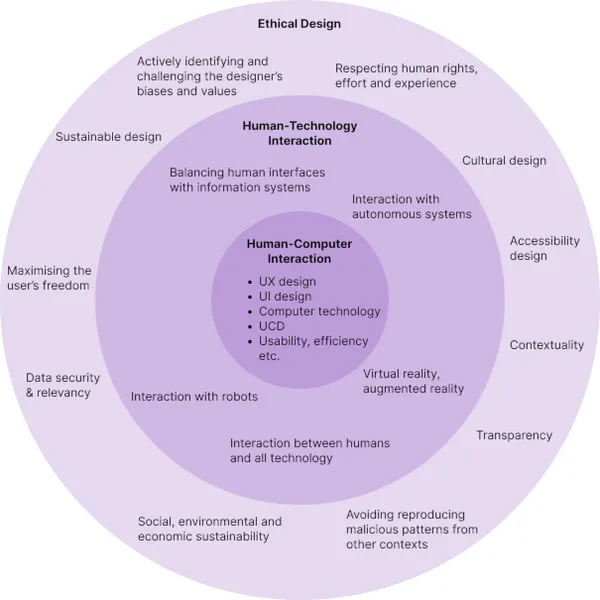 Ethical Design
Actively identifying and
challenging the designer's
biases and values
Respecting human rights,
effort and experience
Human-Technology
Interaction
Sustainable design
Cultural design
Balancing human interfaces
with information systems
Interaction with
autonomous systems
Human-Computer
Interaction
Accessibility
design
Maximising the
user's freedom
• UX design
• UI design
• Computer technology
• UCD
• Usability, efficiency
etc.
Contextuality
Data security
& relevancy
Virtual reality,
augmented reality
Interaction with robots
Transparency
Interaction between humans
and all technology
Social, environmental and
economic sustainability
Avoiding reproducing
malicious patterns from
other contexts